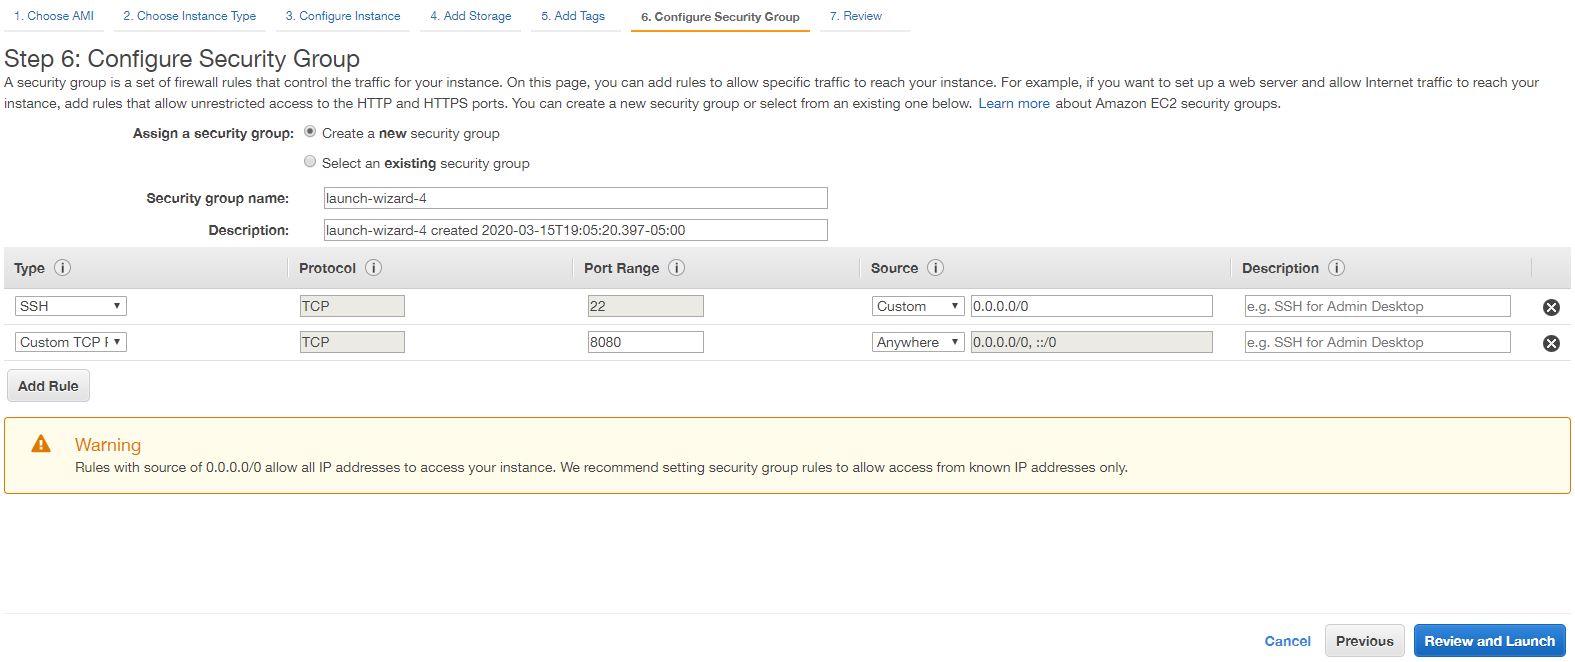 1. Choose AMI 2. Choose Instance Type 3. Configure Instance 4. Add Storage 5. Add Tags 6. Configure Security Group 7. Review
Step 6: Configure Security Group
A security group is a set of firewall rules that control the traffic for your instance. On this page, you can add rules to allow specific traffic to reach your instance. For example, if you want to set up a web server and allow Internet traffic to reach your
instance, add rules that allow unrestricted access to the HTTP and HTTPS ports. You can create a new security group or select from an existing one below. Learn more about Amazon EC2 security groups.
Assign a security group: Create a new security group
Select an existing security group
Security group name: launch-wizard-4
Description: launch-wizard-4 created 2020-03-15T19:05:20.397-05:00
Type Protocol Port Range Source Description
SSH TCP 22 Custom 0.0.0.0/0 e.g. SSH for Admin Desktop
Custom TCP TCP 8080 Anywhere 0.0.0.0/0, ::/0 e.g. SSH for Admin Desktop
Add Rule
Warning
Rules with source of 0.0.0.0/0 allow all IP addresses to access your instance. We recommend setting security group rules to allow access from known IP addresses only.
Cancel Previous Review and Launch